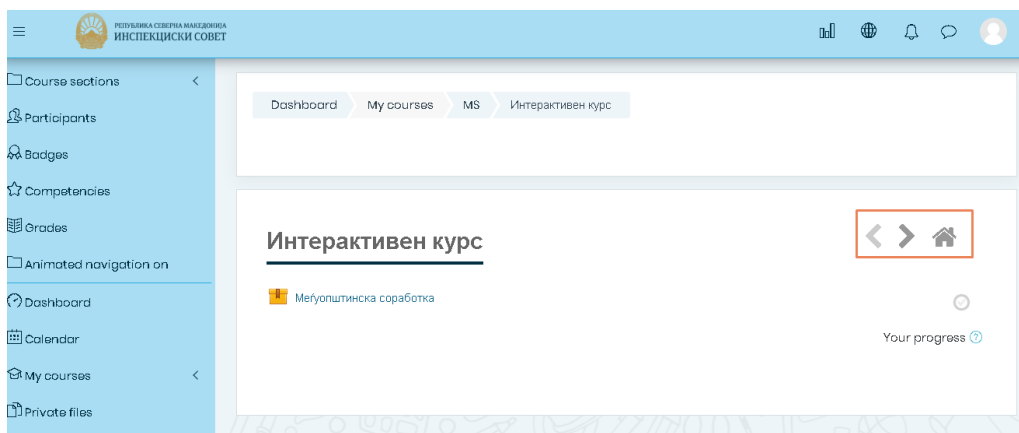 РЕПУБЛИКА СЕВЕРНА МАКЕДОНИЈА
ИНСПЕКЦИСКИ СОВЕТ
Course sections
Participants
Badges
Competencies
Grades
Animated navigation on
Dashboard
Calendar
My courses
Private files
Dashboard My courses MS Интерактивен курс
Интерактивен курс
Меѓуопштинска соработка
Your progress